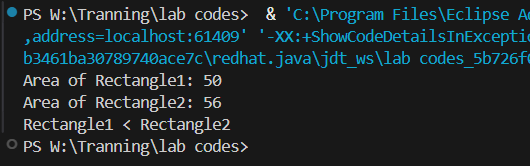 PS W:\Tranning\lab codes>  & 'C:\Program Files\Eclipse Ad
,address=localhost:61409' '-XX:+ShowCodeDetailsInExceptio
b3461ba30789740ace7c\redhat.java\jdt_ws\lab codes_5b726f0
Area of Rectangle1: 50
Area of Rectangle2: 56
Rectangle1 < Rectangle2
PS W:\Tranning\lab codes>